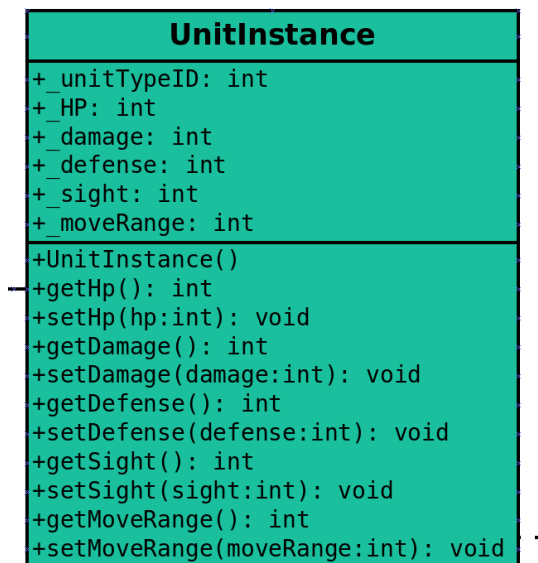 UnitInstance
+_unitTypeID: int
+_HP: int
+_damage: int
+_defense: int
+_sight: int
+_moveRange: int
+UnitInstance()
+getHp(): int
+setHp(hp:int): void
+getDamage(): int
+setDamage(damage:int): void
+getDefense(): int
+setDefense(defense:int): void
+getSight(): int
+setSight(sight:int): void
+getMoveRange(): int
+setMoveRange(moveRange:int): void